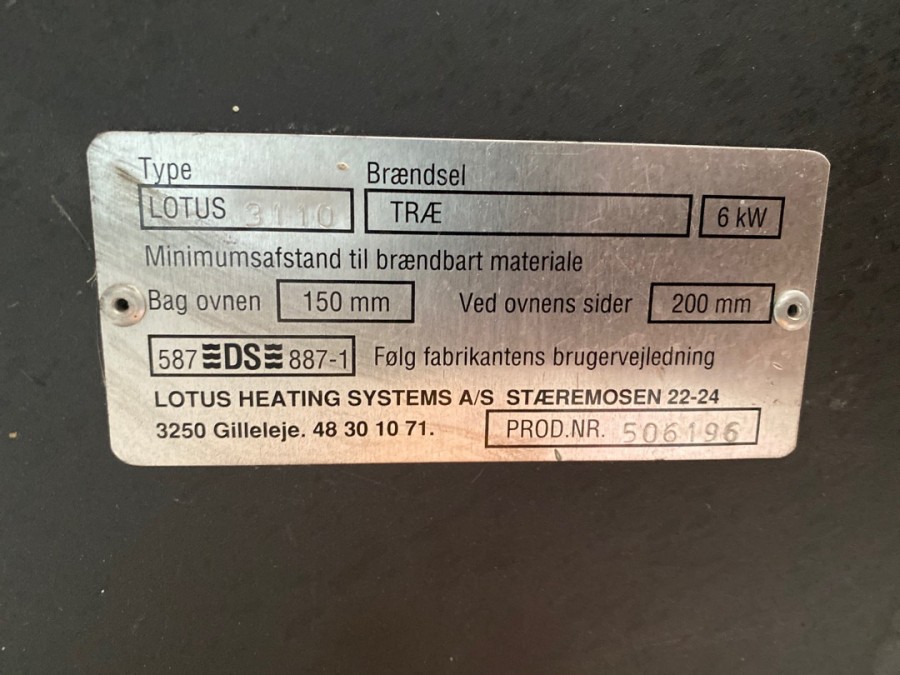 Type Brændsel
LOTUS 3110 TRÆ 6 kW
Minimumsafstand til brændbart materiale
Bag ovnen 150 mm Ved ovnens sider 200 mm
587 DS 887-1 Følg fabrikantens brugervejledning
LOTUS HEATING SYSTEMS A/S STÆREMOSEN 22-24
3250 Gilleleje. 48 30 10 71. PROD.NR. 506196